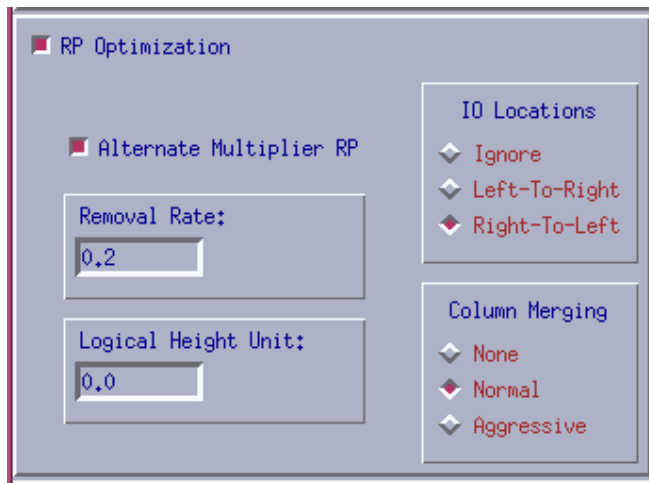 RP Optimization
Alternate Multiplier RP
Removal Rate:
0.2
Logical Height Unit:
0.0
IO Locations
Ignore
Left-To-Right
Right-To-Left
Column Merging
None
Normal
Aggressive